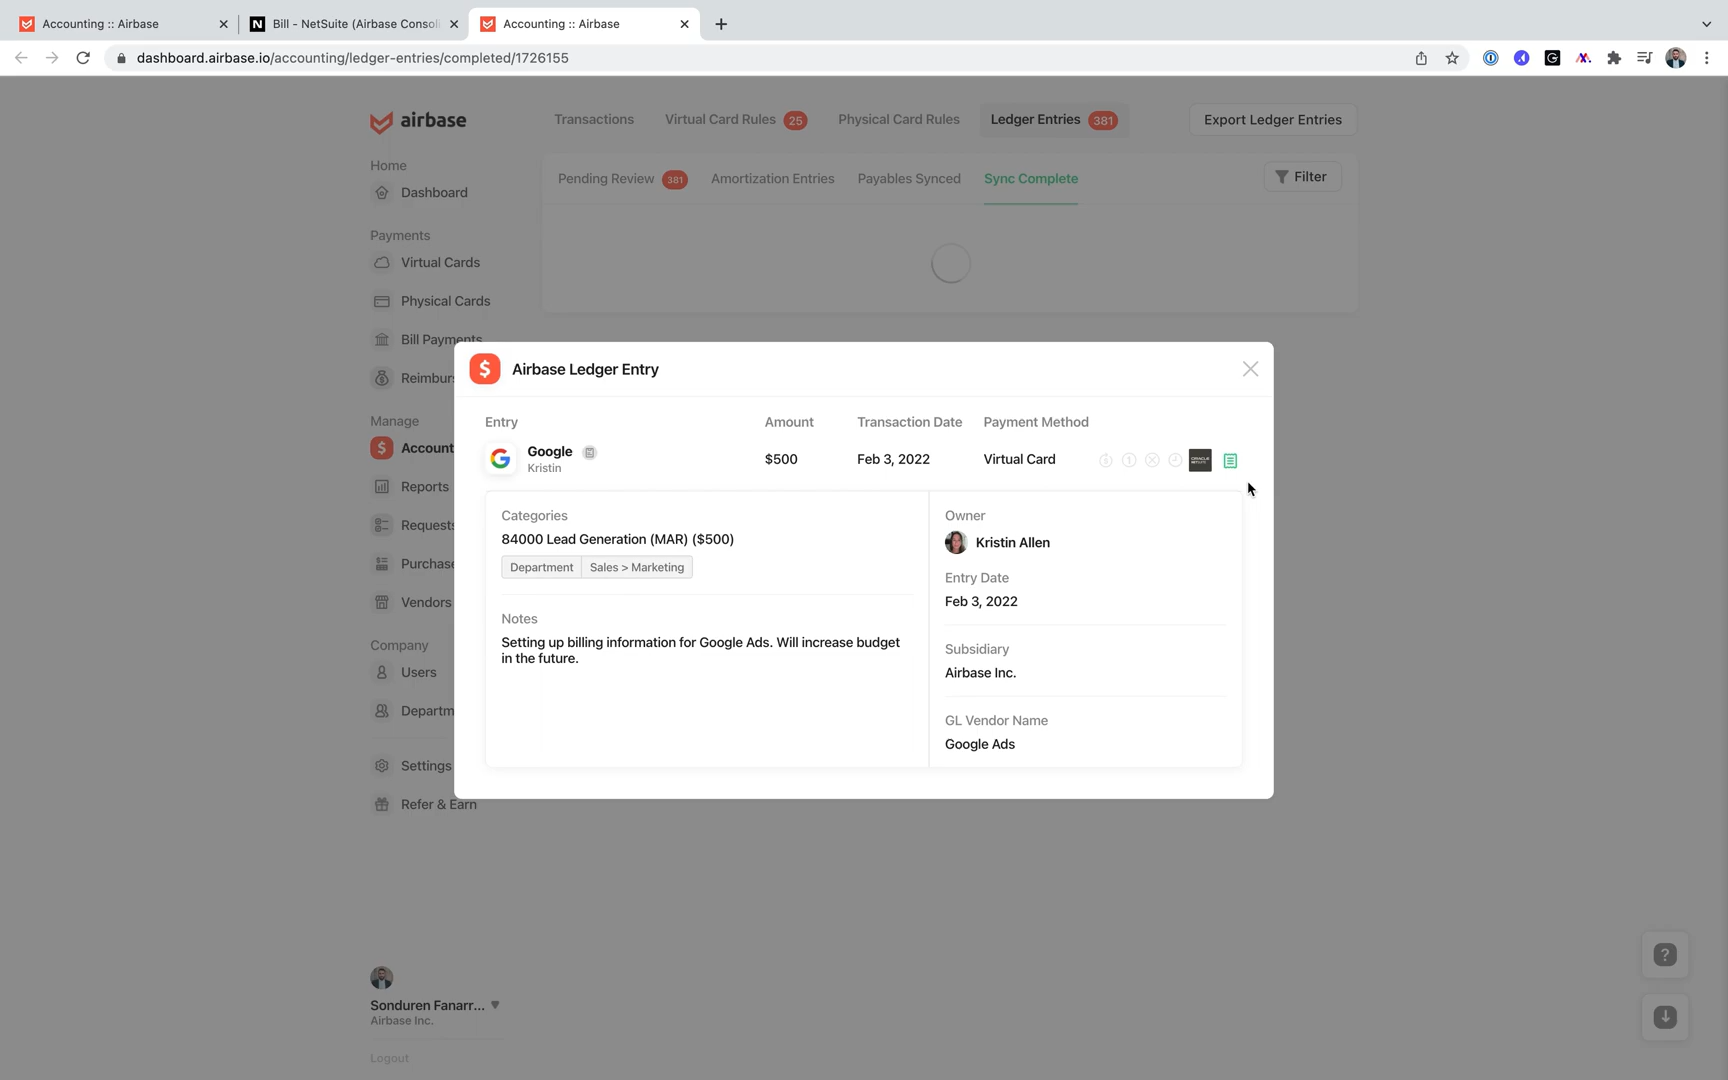 Accounting :: Airbase
Bill - NetSuite (Airbase Consoli
Accounting :: Airbase
dashboard.airbase.io/accounting/ledger-entries/completed/1726155
airbase
Transactions
Virtual Card Rules 25
Physical Card Rules
Ledger Entries 381
Export Ledger Entries
Home
Dashboard
Payments
Virtual Cards
Physical Cards
Bill Payments
Reimburs
Manage
Account
Reports
Requests
Purchase
Vendors
Company
Users
Departm
Settings
Refer & Earn
Pending Review 381
Amortization Entries
Payables Synced
Sync Complete
Filter
Airbase Ledger Entry
Entry
Amount
Transaction Date
Payment Method
Google
Kristin
$500
Feb 3, 2022
Virtual Card
Categories
84000 Lead Generation (MAR) ($500)
Department
Sales > Marketing
Notes
Setting up billing information for Google Ads. Will increase budget
in the future.
Owner
Kristin Allen
Entry Date
Feb 3, 2022
Subsidiary
Airbase Inc.
GL Vendor Name
Google Ads
Sonduren Fanarr...
Airbase Inc.
Logout